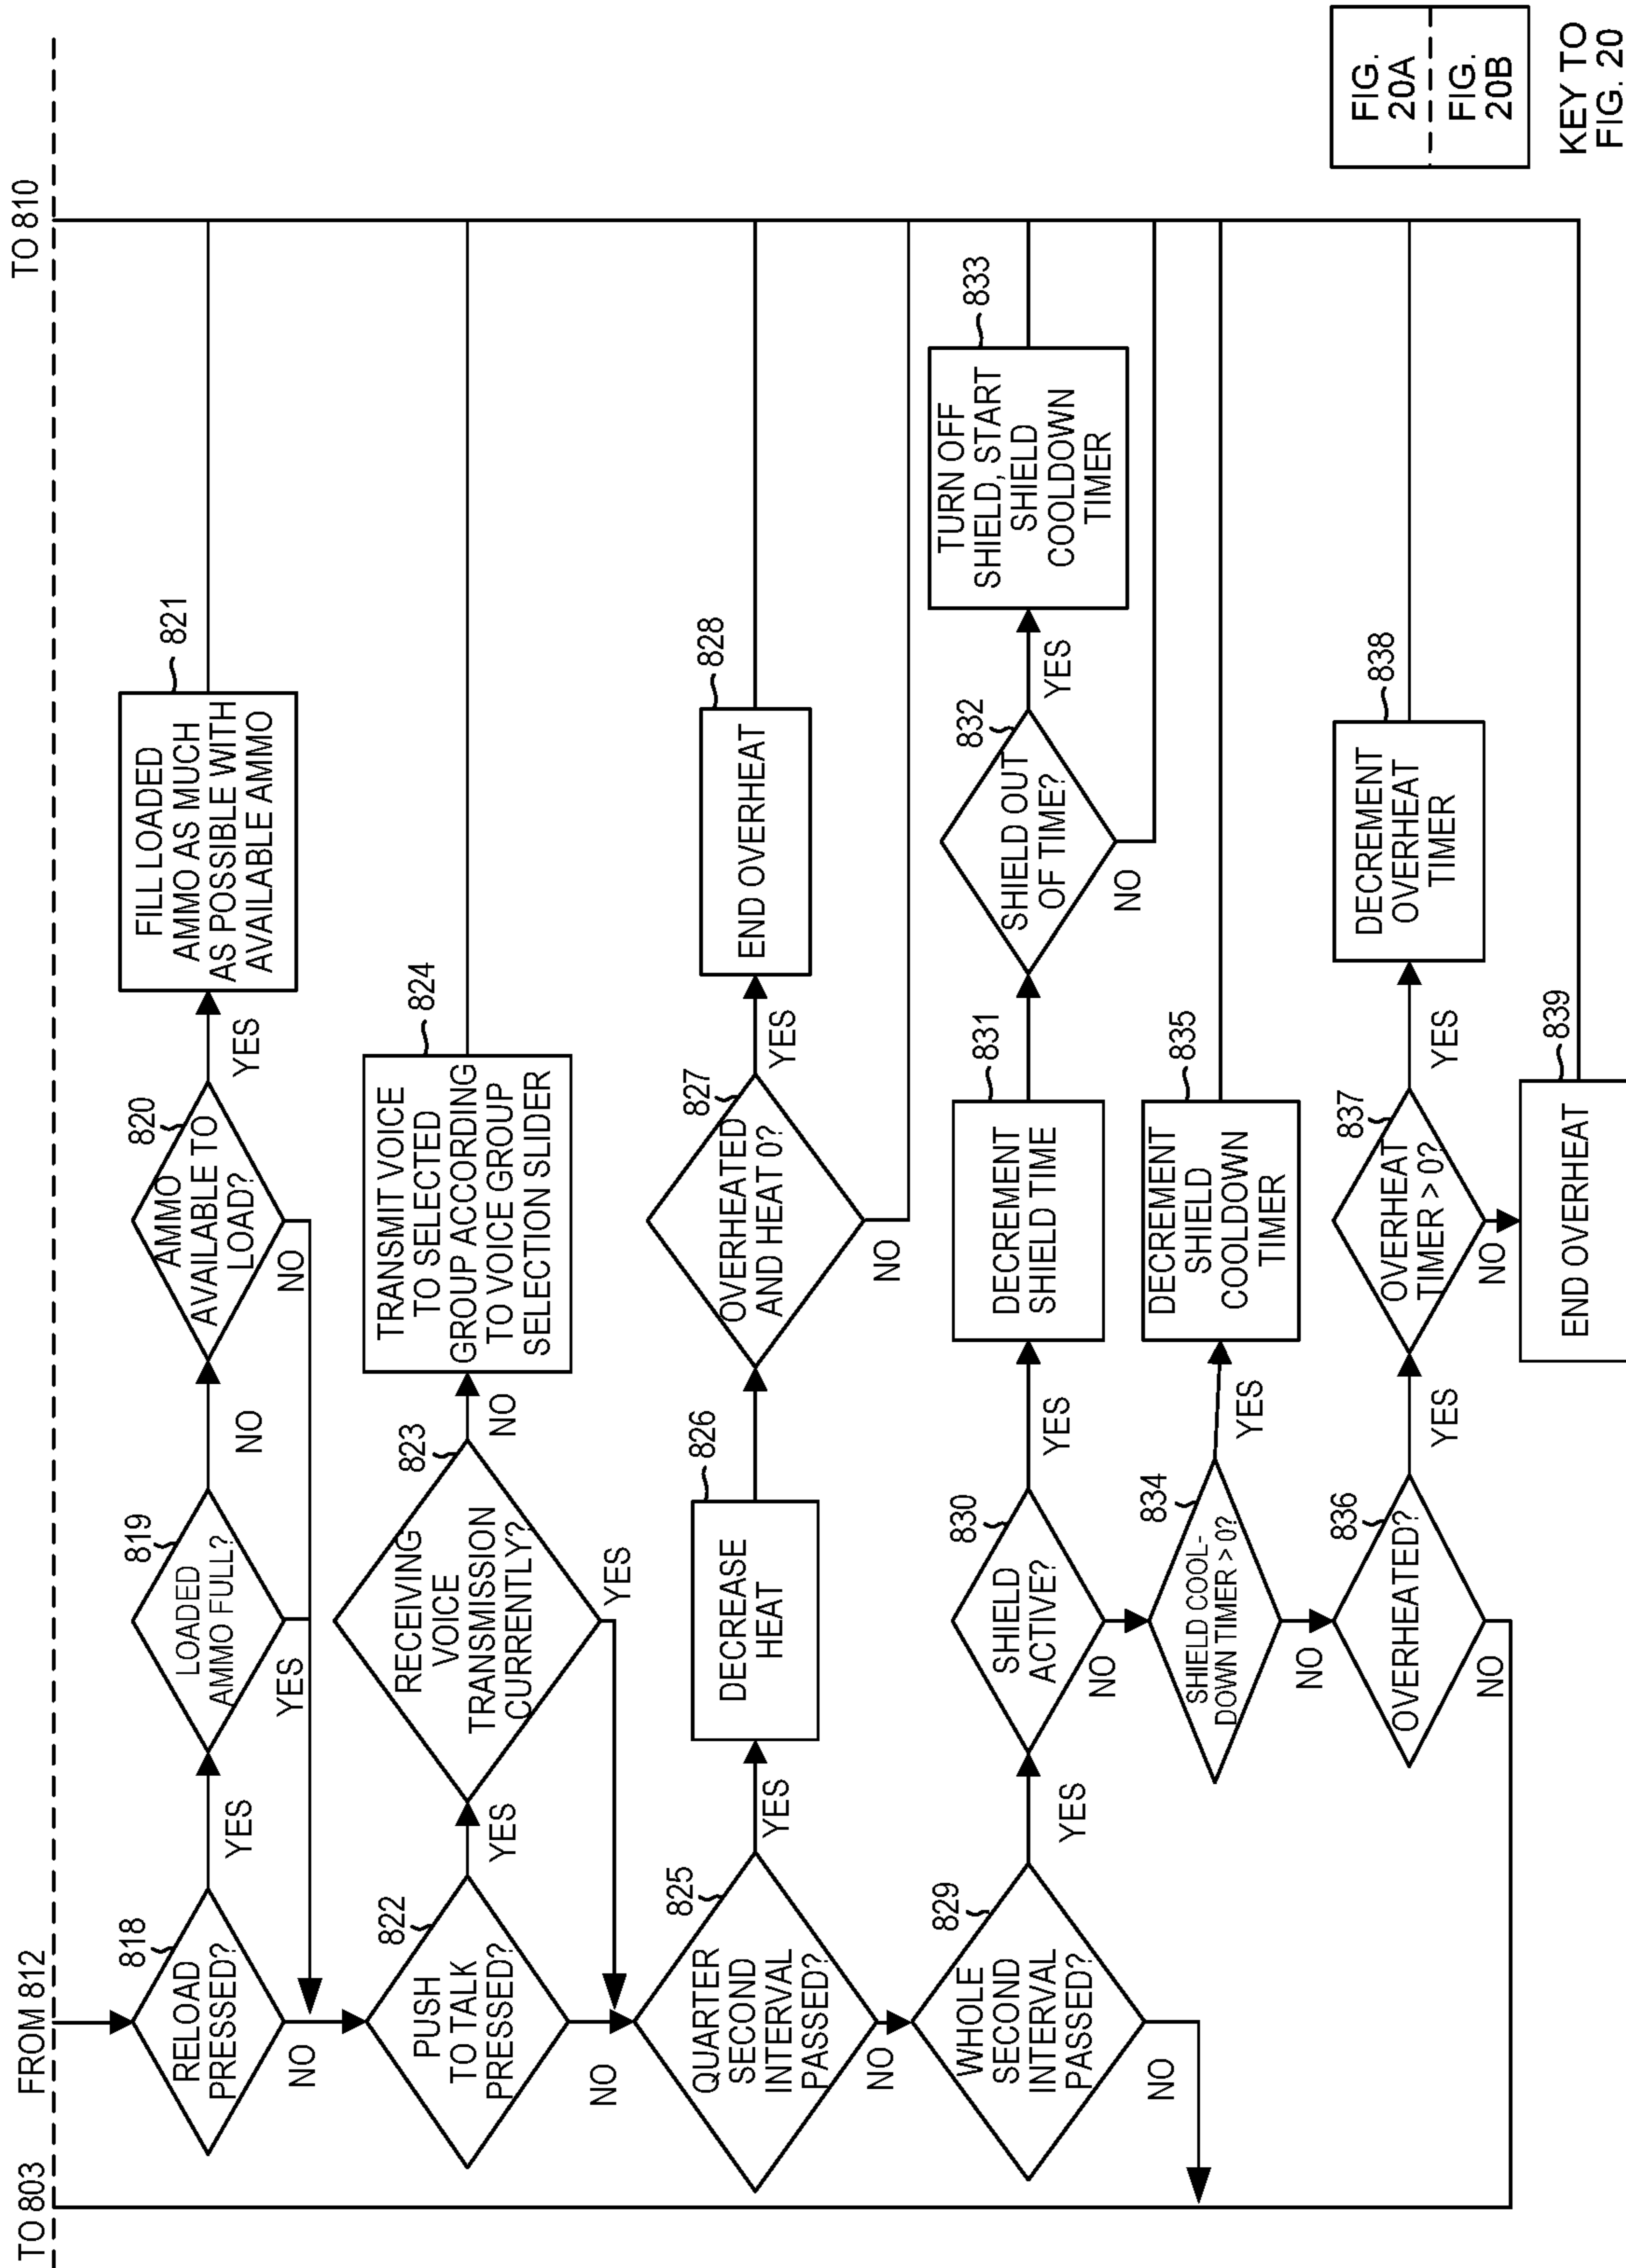 TO 803
FROM 812
TO 810
RELOAD
PRESSED?
818
YES
NO
LOADED
AMMO FULL?
819
NO
YES
AMMO
AVAILABLE TO
LOAD?
820
YES
NO
FILL LOADED
AMMO AS MUCH
AS POSSIBLE WITH
AVAILABLE AMMO
821
PUSH
TO TALK
PRESSED?
822
YES
NO
RECEIVING
VOICE
TRANSMISSION
CURRENTLY?
823
NO
YES
TRANSMIT VOICE
TO SELECTED
GROUP ACCORDING
TO VOICE GROUP
SELECTION SLIDER
824
QUARTER
SECOND
INTERVAL
PASSED?
825
YES
NO
DECREASE
HEAT
826
OVERHEATED
AND HEAT 0?
827
YES
NO
END OVERHEAT
828
WHOLE
SECOND
INTERVAL
PASSED?
829
YES
NO
SHIELD
ACTIVE?
830
YES
NO
DECREMENT
SHIELD TIME
831
SHIELD OUT
OF TIME?
832
YES
NO
TURN OFF
SHIELD, START
SHIELD
COOLDOWN
TIMER
833
SHIELD COOL-
DOWN TIMER > 0?
834
YES
NO
DECREMENT
SHIELD
COOLDOWN
TIMER
835
OVERHEATED?
836
YES
NO
OVERHEAT
TIMER > 0?
837
YES
NO
DECREMENT
OVERHEAT
TIMER
838
END OVERHEAT
839
FIG.
20A
FIG.
20B
KEY TO
FIG. 20